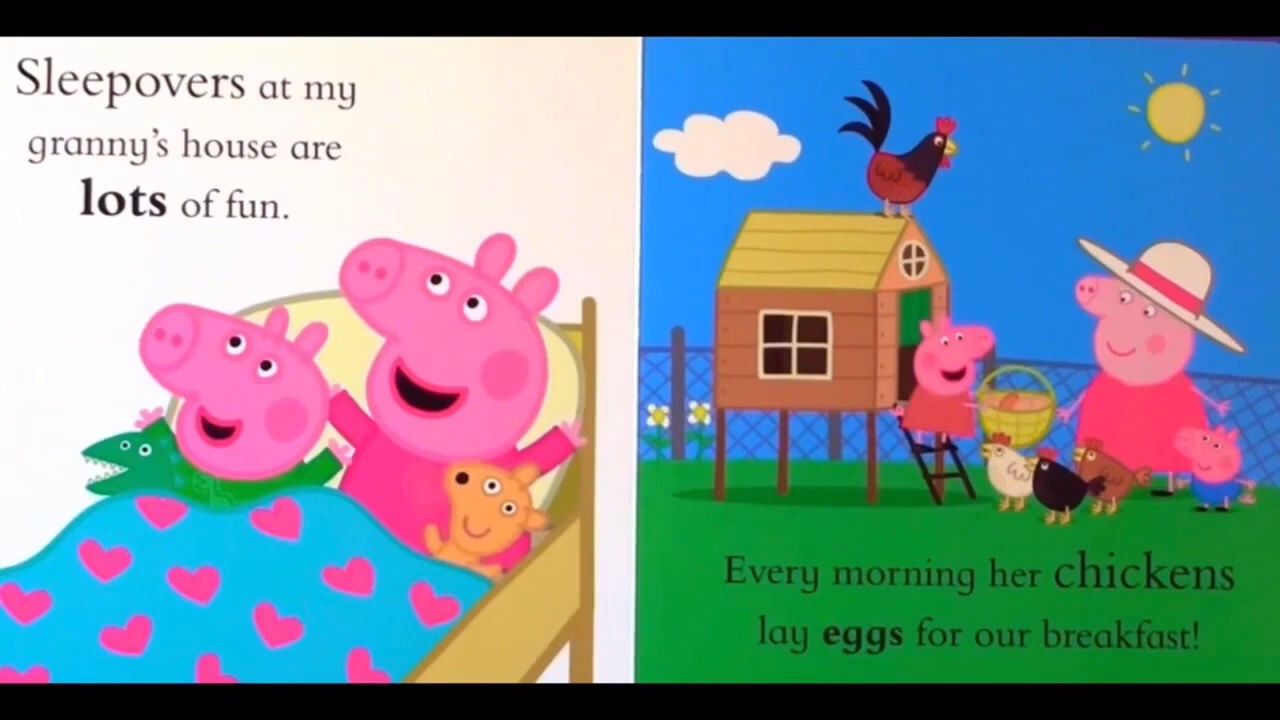 Sleepovers at my
granny's house are
lots of fun.
Every morning her chickens
lay eggs for our breakfast!